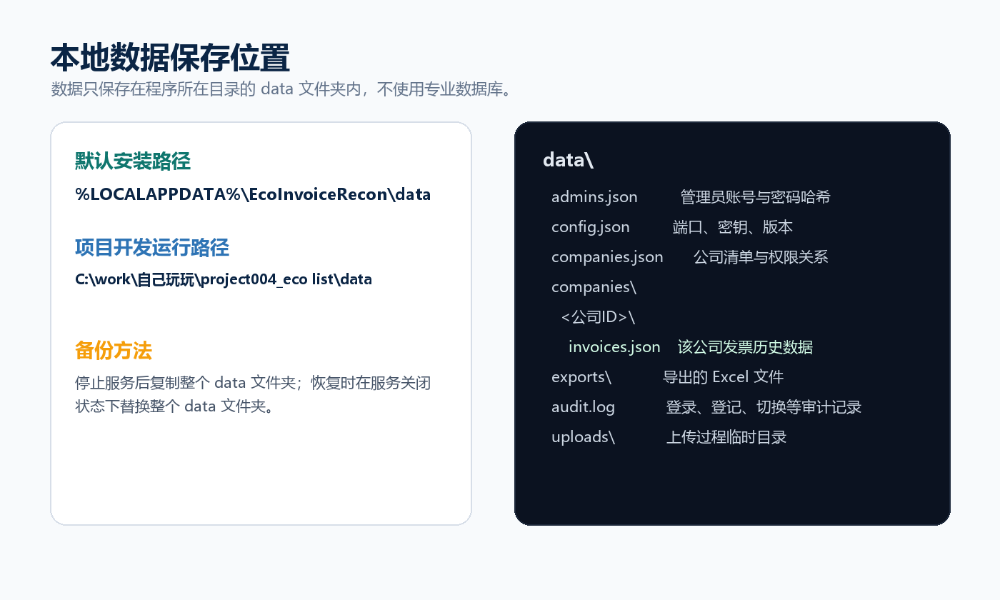 本地数据保存位置
数据只保存在程序所在目录的 data 文件夹内，不使用专业数据库。
默认安装路径
%LOCALAPPDATA%\EcoInvoiceRecon\data
项目开发运行路径
C:\work\自己玩玩\project004_eco list\data
备份方法
停止服务后复制整个 data 文件夹；恢复时在服务关闭
状态下替换整个 data 文件夹。
data\
admins.json 管理员账号与密码哈希
config.json 端口、密钥、版本
companies.json 公司清单与权限关系
companies\
<公司ID>\
invoices.json 该公司发票历史数据
exports\ 导出的 Excel 文件
audit.log 登录、登记、切换等审计记录
uploads\ 上传过程临时目录